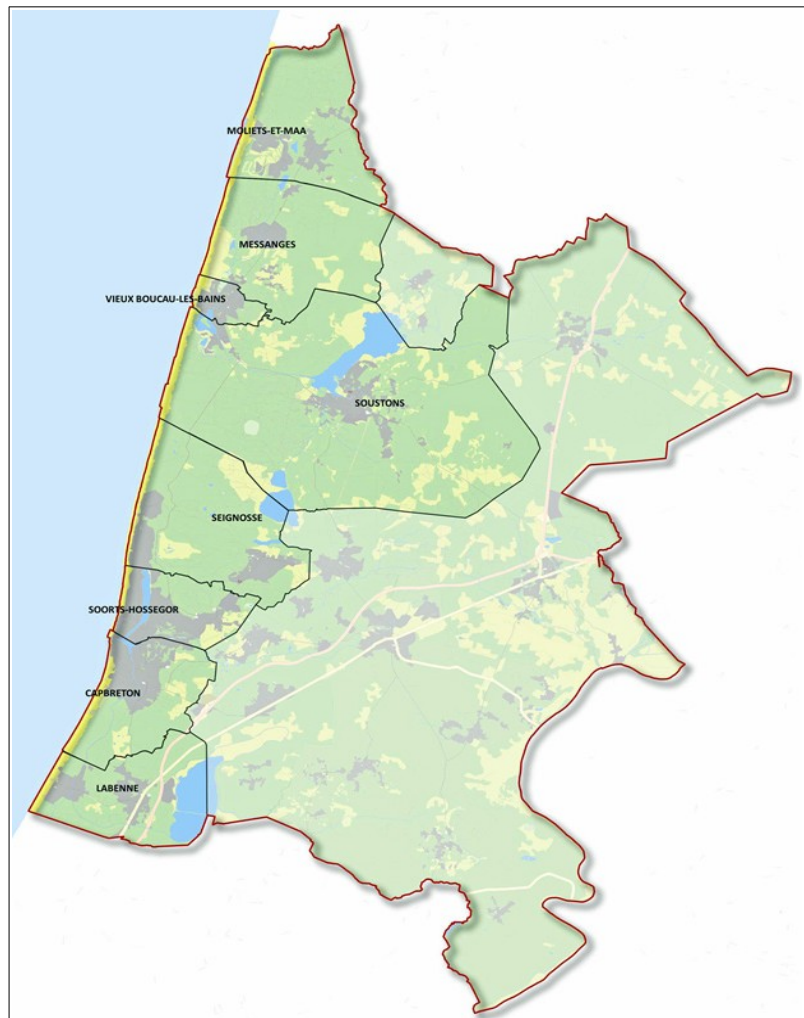 MOLIETS-ET-MAA
MESSANGES
VIEUX BOUCAU-LES-BAINS
SOUSTONS
SEIGNOSSE
SOORTS-HOSSEGOR
CAPBRETON
LABENNE